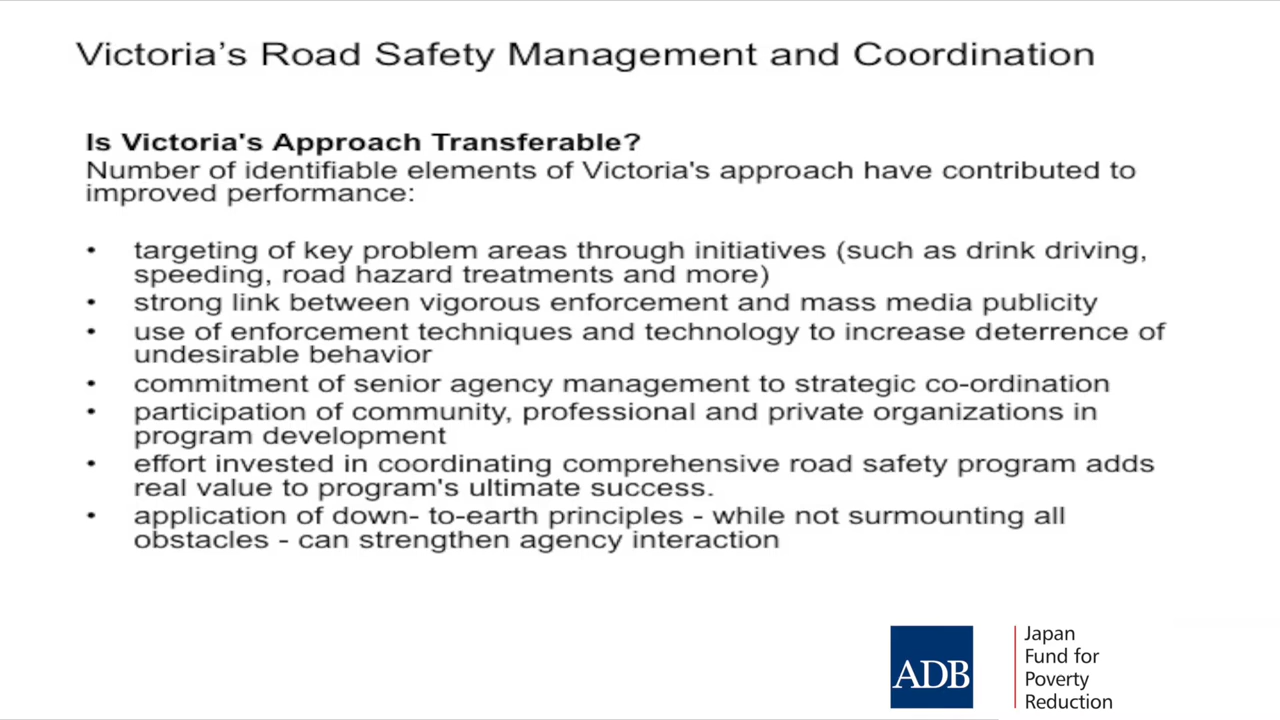 Victoria’s Road Safety Management and Coordination
Is Victoria's Approach Transferable?
Number of identifiable elements of Victoria's approach have contributed to
improved performance:
• targeting of key problem areas through initiatives (such as drink driving,
speeding, road hazard treatments and more)
• strong link between vigorous enforcement and mass media publicity
• use of enforcement techniques and technology to increase deterrence of
undesirable behavior
• commitment of senior agency management to strategic co-ordination
• participation of community, professional and private organizations in
program development
• effort invested in coordinating comprehensive road safety program adds
real value to program's ultimate success.
• application of down- to-earth principles - while not surmounting all
obstacles - can strengthen agency interaction
ADB
Japan
Fund for
Poverty
Reduction